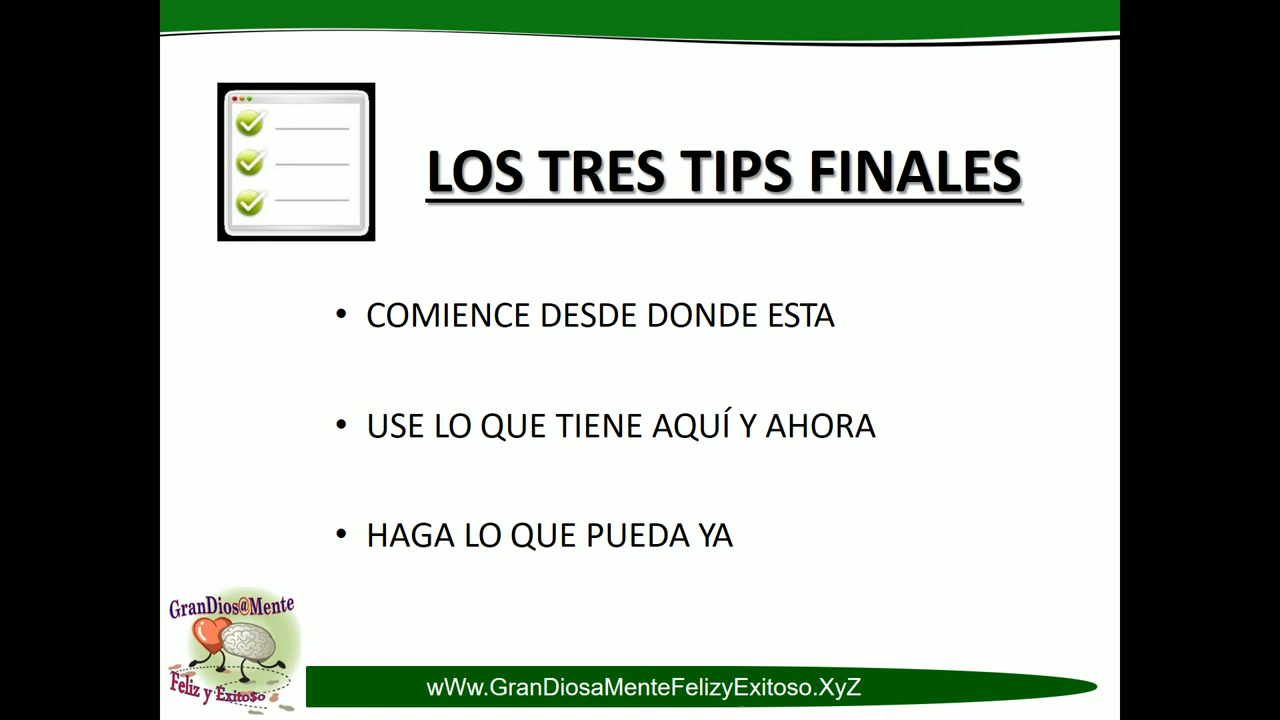 LOS TRES TIPS FINALES
• COMIENCE DESDE DONDE ESTA
• USE LO QUE TIENE AQUÍ Y AHORA
• HAGA LO QUE PUEDA YA
GranDios@Mente
Feliz y Exito$o
wWw.GranDiosaMenteFelizyExitoso.XyZ